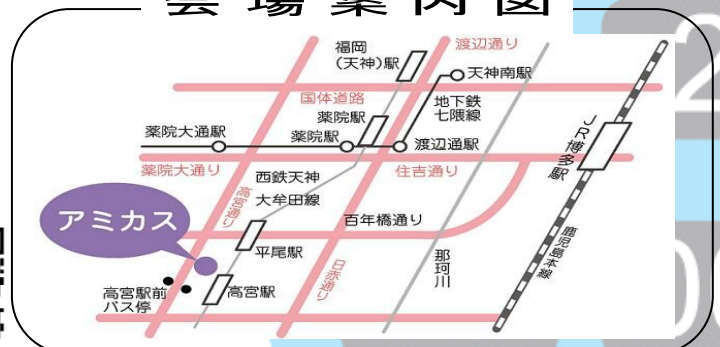 会場案内図
福岡
(天神)駅
渡辺通り
天神南駅
国体道路
地下鉄
七隈線
薬院駅
薬院大通駅
薬院駅
渡辺通駅
JR博多駅
薬院大通り
住吉通り
西鉄天神
大牟田線
高宮通り
アミカス
百年橋通り
平尾駅
那珂川
鹿児島本線
日赤通り
高宮駅前
バス停
高宮駅